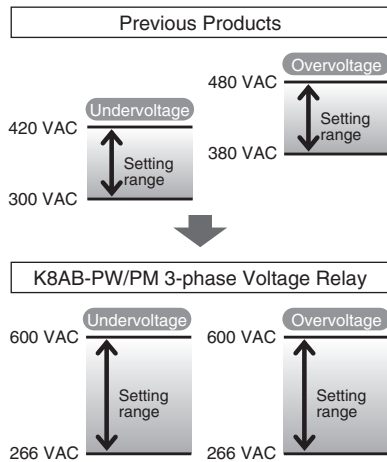 Previous Products
Overvoltage
480 VAC
Undervoltage
420 VAC
Setting
range
380 VAC
Setting
range
300 VAC
K8AB-PW/PM 3-phase Voltage Relay
Undervoltage
Overvoltage
600 VAC
600 VAC
Setting
range
Setting
range
266 VAC
266 VAC